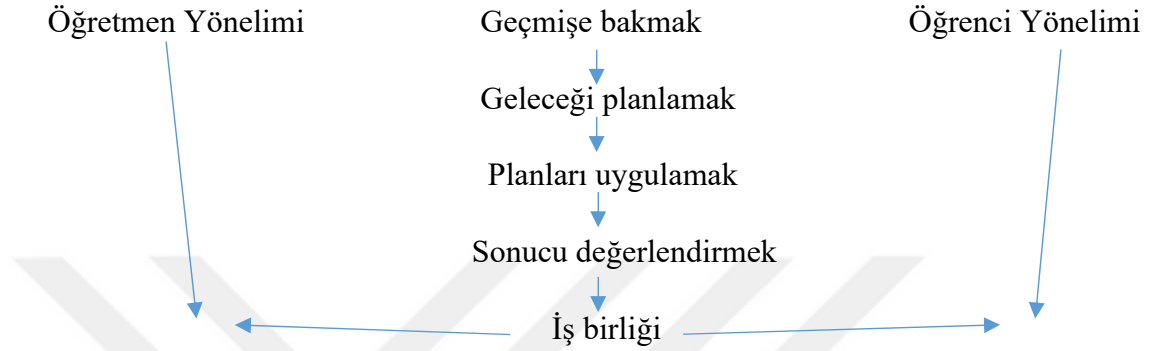 Öğretmen Yönelimi Geçmişe bakmak Öğrenci Yönelimi
Geleceği planlamak
Planları uygulamak
Sonucu değerlendirmek
İş birliği